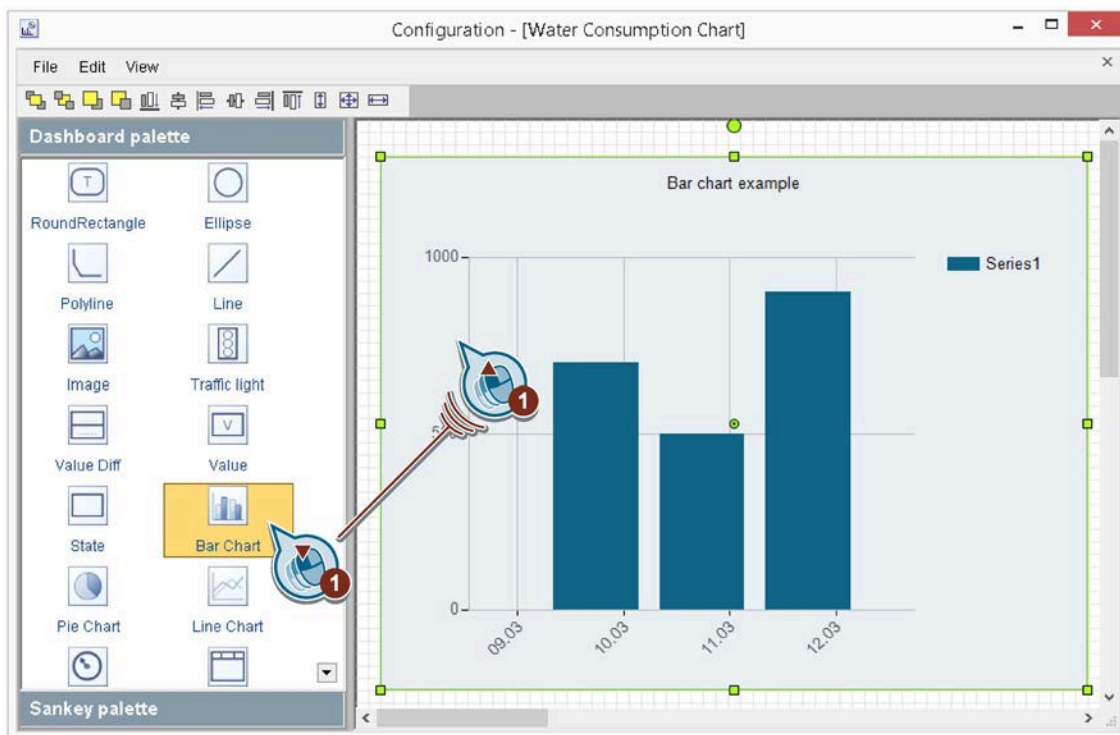 Configuration - [Water Consumption Chart]
File Edit View
Dashboard palette
T
RoundRectangle Ellipse
Polyline Line
Image Traffic light
V
Value Diff Value
State Bar Chart
Pie Chart Line Chart
Sankey palette
Bar chart example
1000
Series1
0
09.03 10.03 11.03 12.03
1
1